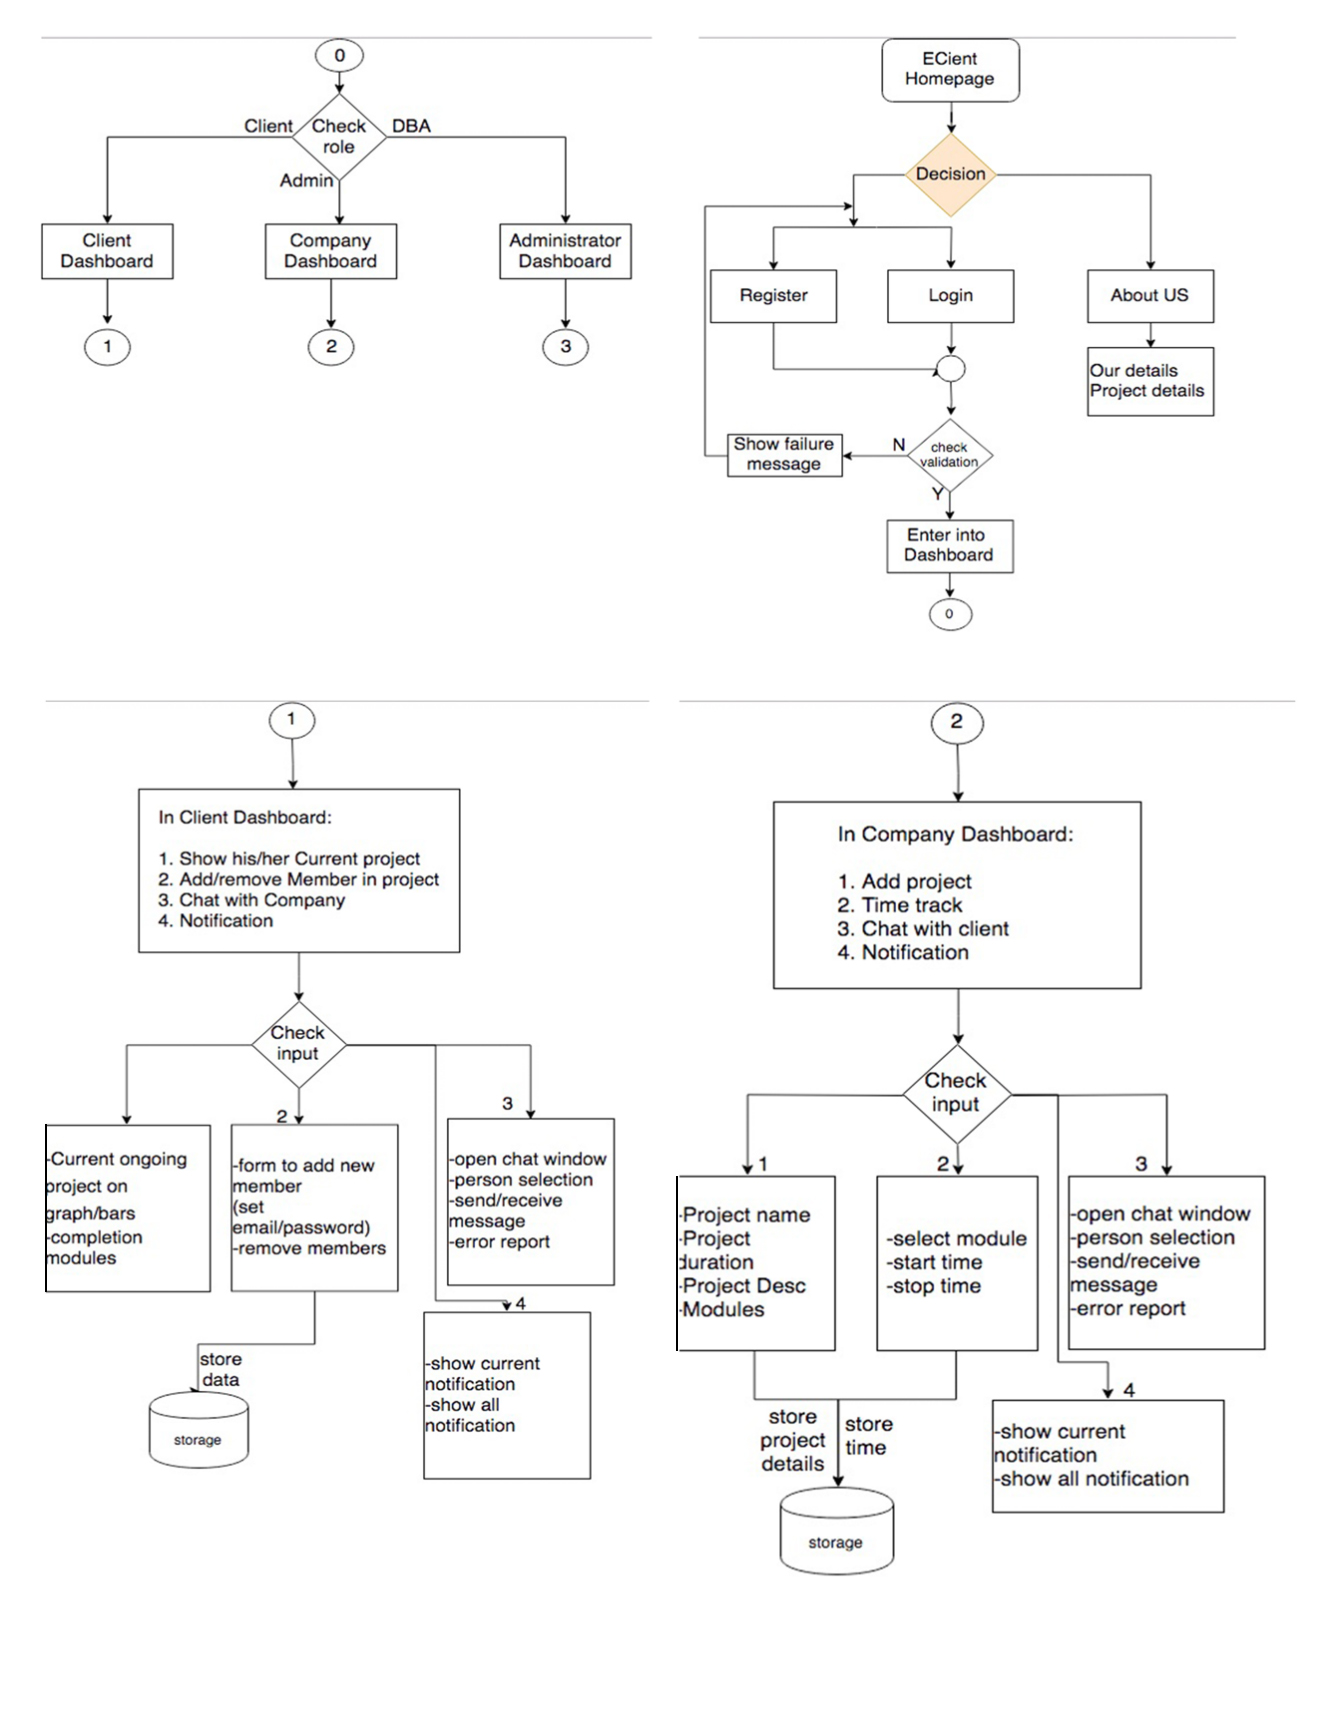 0
Client
Check
role
DBA
Admin
Client
Dashboard
Company
Dashboard
Administrator
Dashboard
1
2
3
ECient
Homepage
Decision
Register
Login
About US
Our details
Project details
Show failure
message
N
check
validation
Y
Enter into
Dashboard
0
1
In Client Dashboard:
1. Show his/her Current project
2. Add/remove Member in project
3. Chat with Company
4. Notification
Check
input
2
3
-Current ongoing
project on
graph/bars
-completion
modules
-form to add new
member
(set
email/password)
-remove members
-open chat window
-person selection
-send/receive
message
-error report
4
-show current
notification
-show all
notification
store
data
storage
2
In Company Dashboard:
1. Add project
2. Time track
3. Chat with client
4. Notification
Check
input
1
2
3
-Project name
-Project
duration
-Project Desc
-Modules
-select module
-start time
-stop time
-open chat window
-person selection
-send/receive
message
-error report
4
-show current
notification
-show all notification
store
project
details
store
time
storage